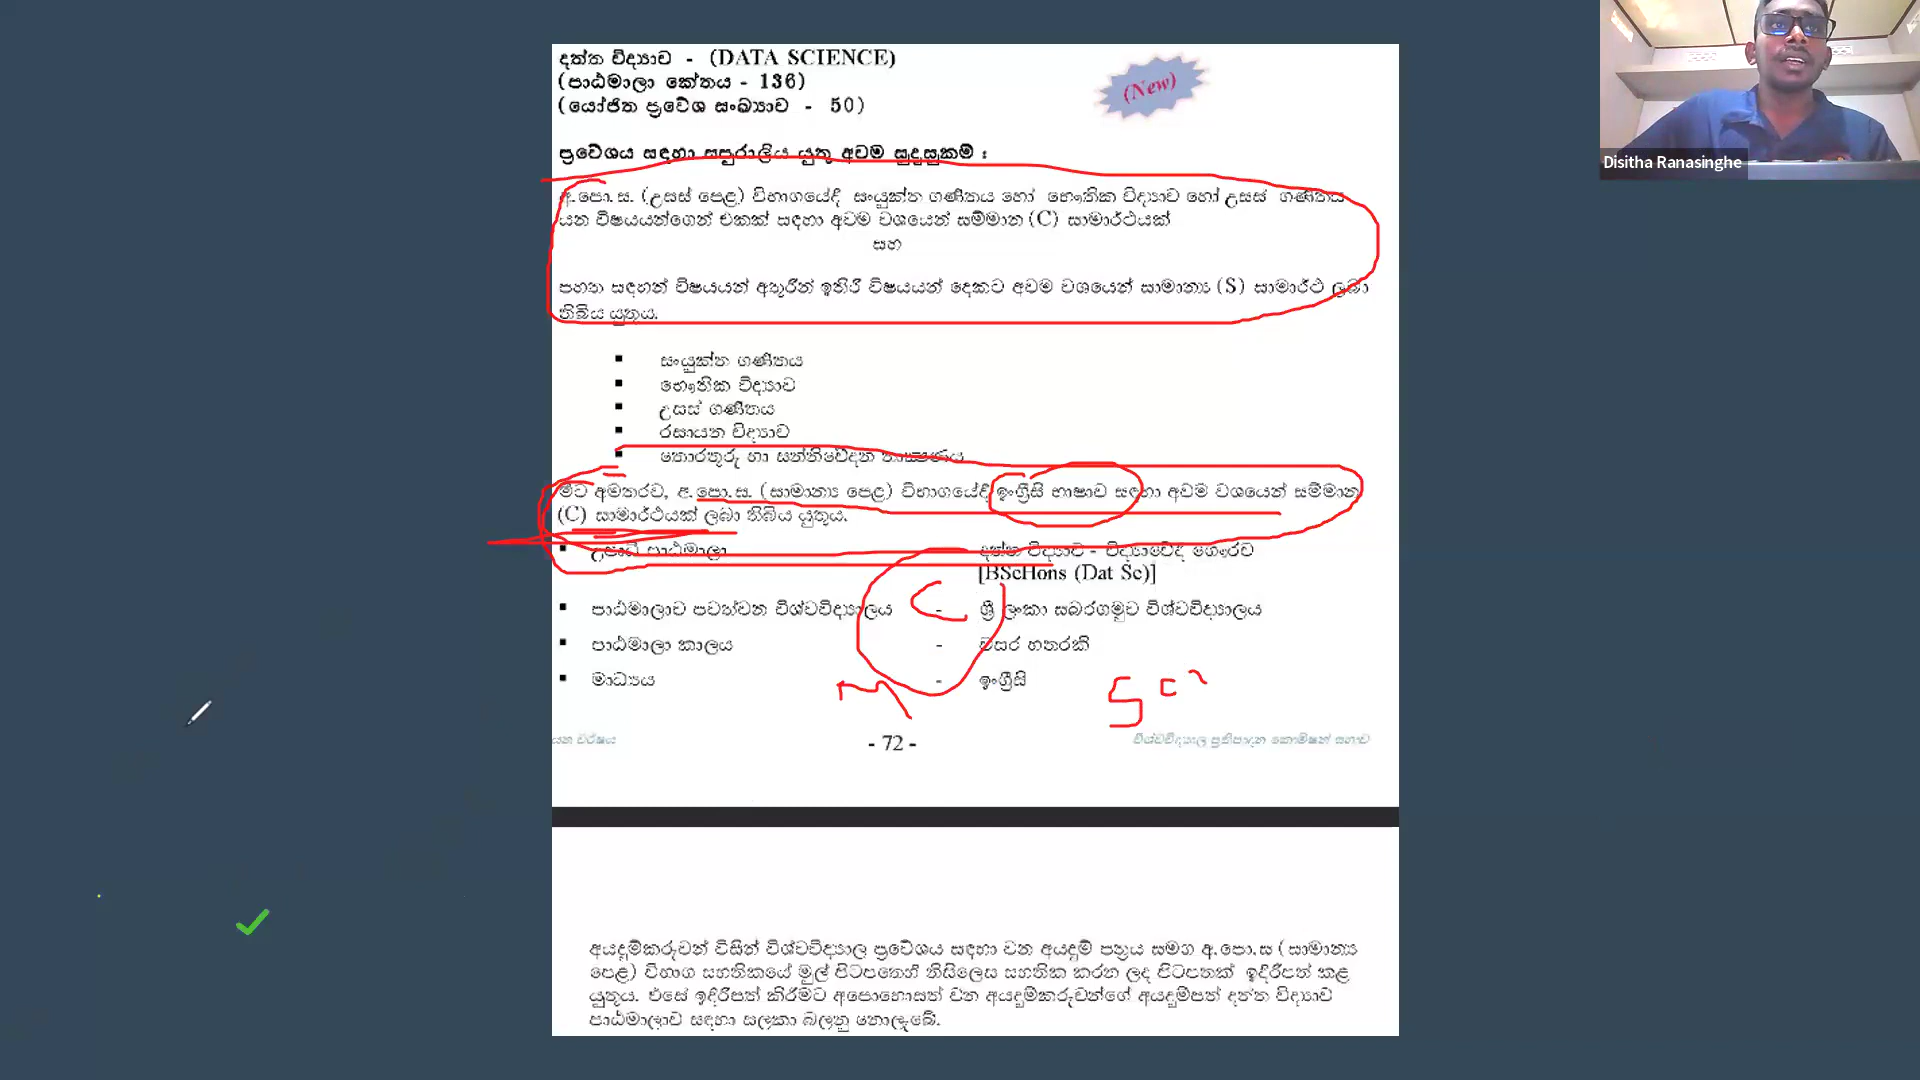 දත්ත විද්‍යාව - (DATA SCIENCE)
(පාඨමාලා කේතය - 136)
(යෝජිත ප්‍රවේශ සංඛ්‍යාව - 50)
(New)
Disitha Ranasinghe
ප්‍රවේශය සඳහා සපුරාලිය යුතු අවම සුදුසුකම් :
අ.පො.ස. (උසස් පෙළ) විභාගයේදී සංයුක්ත ගණිතය හෝ භෞතික විද්‍යාව හෝ උසස් ගණිතය
යන විෂයයන්ගෙන් එකක් සඳහා අවම වශයෙන් සම්මාන (C) සාමාර්ථයක්
සහ
පහත සඳහන් විෂයයන් අතුරින් ඉතිරි විෂයයන් දෙකට අවම වශයෙන් සාමාන්‍ය (S) සාමාර්ථ ලබා
තිබිය යුතුය.
▪ සංයුක්ත ගණිතය
▪ භෞතික විද්‍යාව
▪ උසස් ගණිතය
▪ රසායන විද්‍යාව
▪ තොරතුරු හා සන්නිවේදන තාක්ෂණය
මීට අමතරව, අ.පො.ස. (සාමාන්‍ය පෙළ) විභාගයේදී ඉංග්‍රීසි භාෂාව සඳහා අවම වශයෙන් සම්මාන
(C) සාමාර්ථයක් ලබා තිබිය යුතුය.
▪ උපාධි පාඨමාලා දත්ත විද්‍යාව - විද්‍යාවේදී ගෞරව
[BScHons (Dat Sc)]
C
▪ පාඨමාලාව පවත්වන විශ්වවිද්‍යාලය - ශ්‍රී ලංකා සබරගමුව විශ්වවිද්‍යාලය
▪ පාඨමාලා කාලය - වසර හතරකි
▪ මාධ්‍යය - ඉංග්‍රීසි
යන වර්ෂය - 72 - විශ්වවිද්‍යාල ප්‍රතිපාදන කොමිෂන් සභාව
අයදුම්කරුවන් විසින් විශ්වවිද්‍යාල ප්‍රවේශය සඳහා වන අයදුම් පත්‍රය සමග අ.පො.ස (සාමාන්‍ය
පෙළ) විභාග සහතිකයේ මුල් පිටපතෙහි නිසිලෙස සහතික කරන ලද පිටපතක් ඉදිරිපත් කළ
යුතුය. එසේ ඉදිරිපත් කිරීමට අපොහොසත් වන අයදුම්කරුවන්ගේ අයදුම්පත් දත්ත විද්‍යාව
පාඨමාලාව සඳහා සලකා බලනු නොලැබේ.